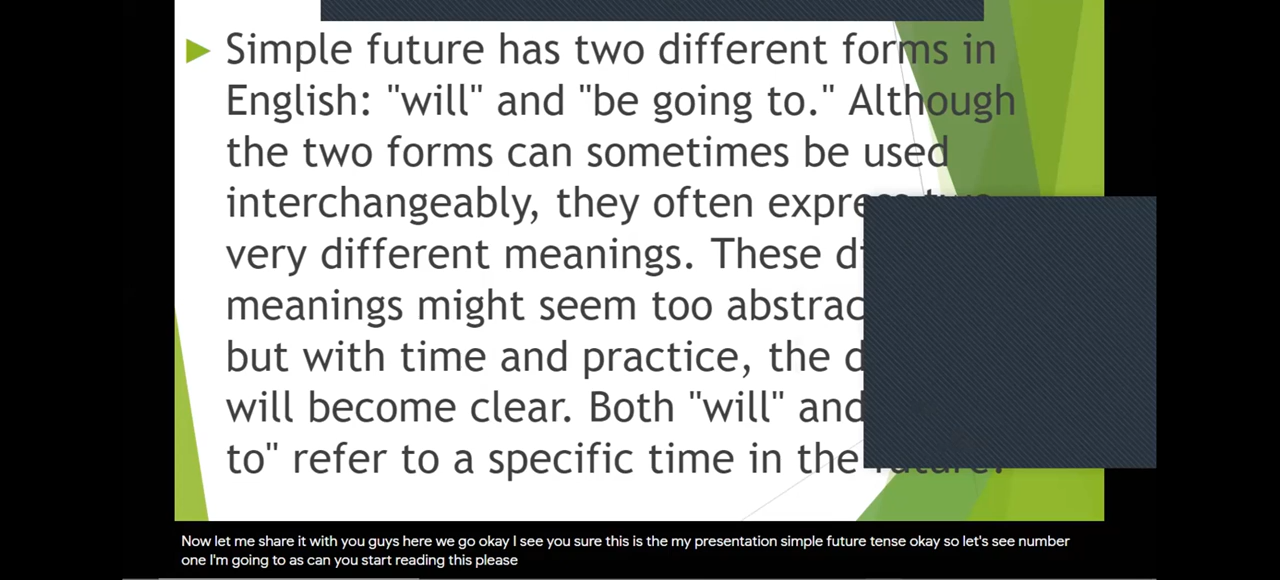 Simple future has two different forms in
English: "will" and "be going to." Although
the two forms can sometimes be used
interchangeably, they often
very different meanings. These
meanings might seem too
but with time and practice, the
will become clear. Both "will" and
to" refer to a specific time in the future.
Now let me share it with you guys here we go okay I see you sure this is the my presentation simple future tense okay so let's see number
one I'm going to as can you start reading this please